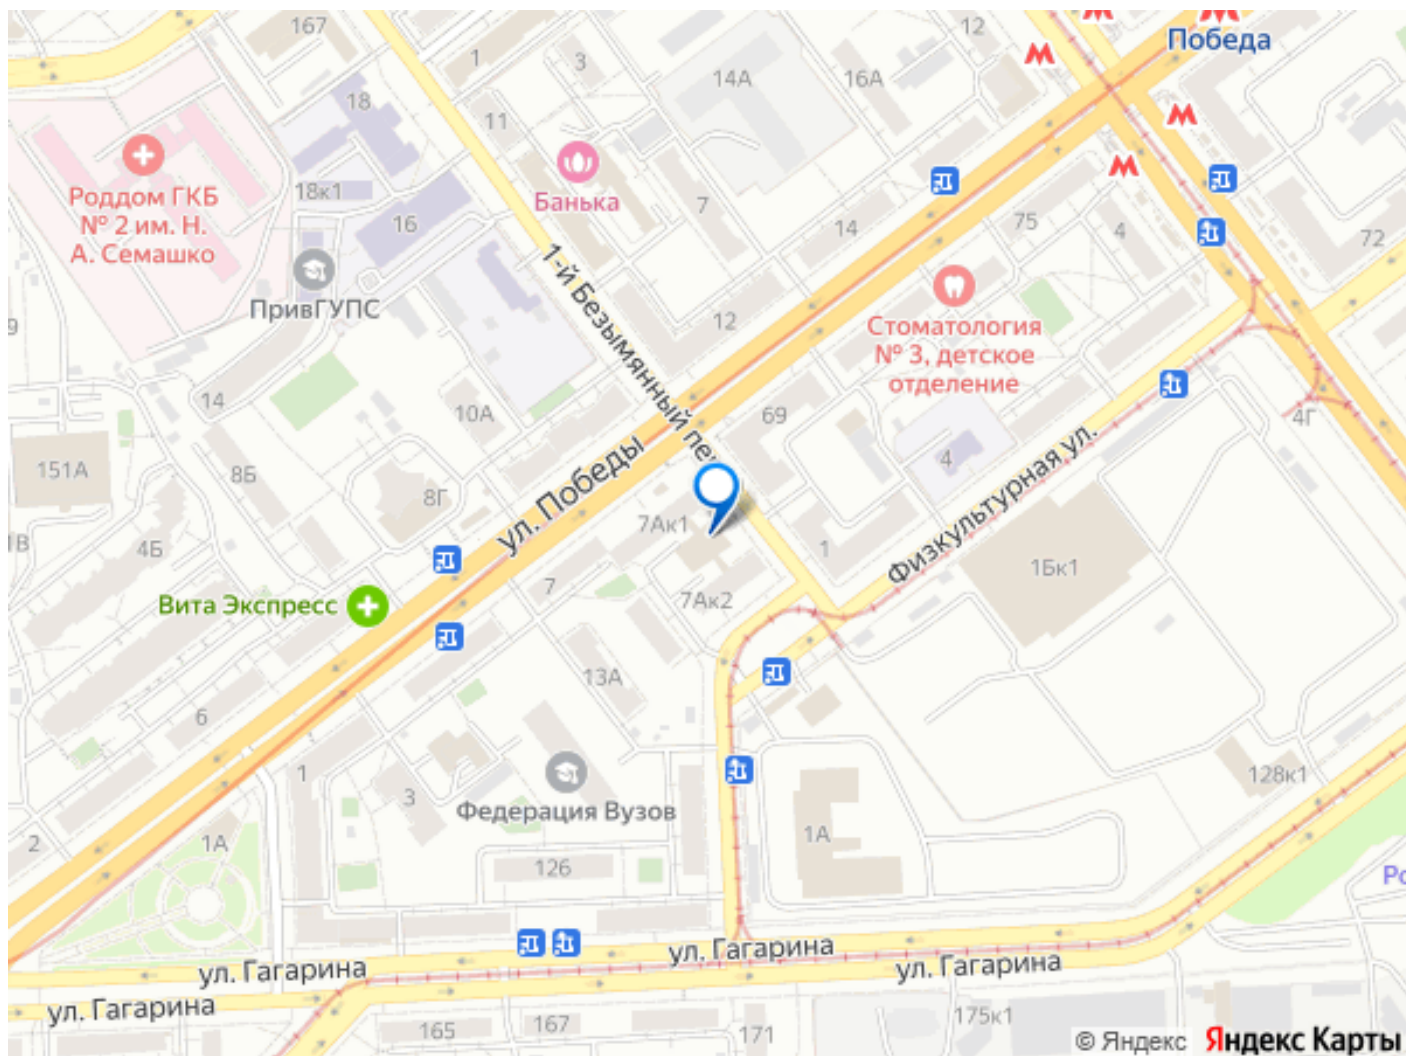 167
Победа
12
1
3
14А
16А
18
11
Роддом ГКБ
№ 2 им. Н.
А. Семашко
18к1
Банька
16
7
14
75
4
72
ПривГУПС
1-й Безымянный пе
12
Стоматология
№ 3, детское
отделение
9
14
10А
69
4Г
151А
8Б
8Г
ул. Победы
4
Физкультурная ул.
7Ак1
1В
4Б
1
1Бк1
Вита Экспресс
7
7Ак2
13А
6
1
3
Федерация Вузов
128к1
2
1А
126
1А
Ро
ул. Гагарина
ул. Гагарина
ул. Гагарина
ул. Гагарина
165
167
171
175к1
© Яндекс Яндекс Карты